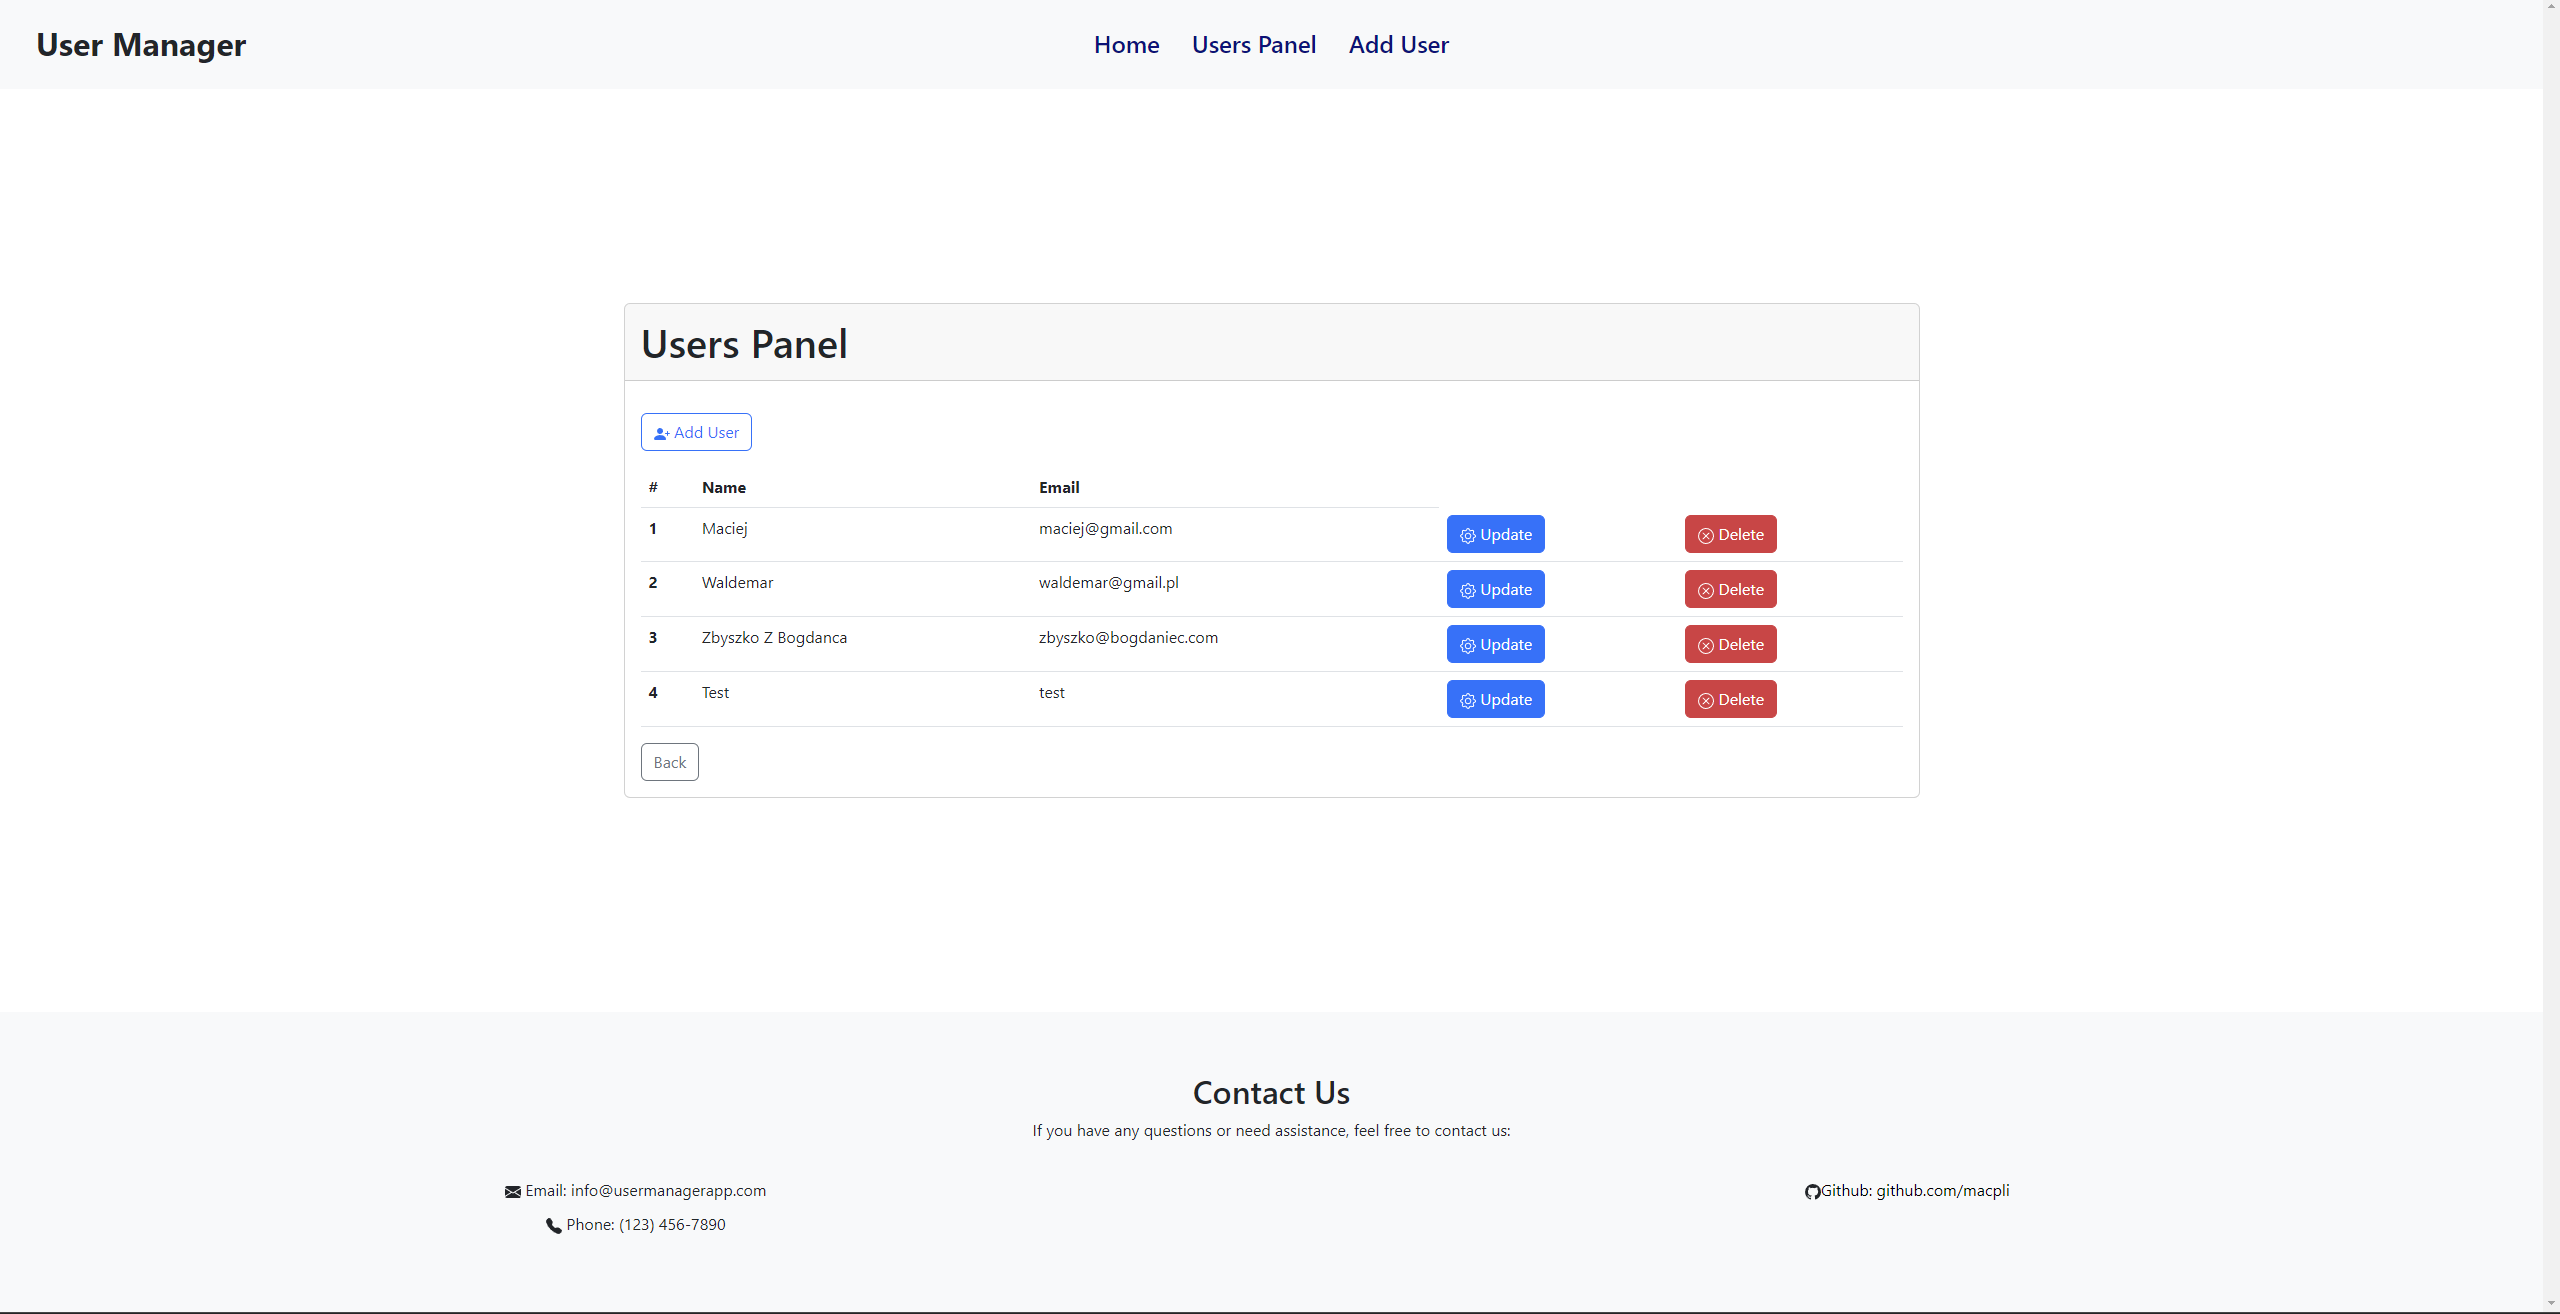 User Manager
Home Users Panel Add User
Users Panel
Add User
# Name Email
1 Maciej maciej@gmail.com Update Delete
2 Waldemar waldemar@gmail.pl Update Delete
3 Zbyszko Z Bogdanca zbyszko@bogdaniec.com Update Delete
4 Test test Update Delete
Back
Contact Us
If you have any questions or need assistance, feel free to contact us:
Email: info@usermanagerapp.com
Phone: (123) 456-7890
Github: github.com/macpli